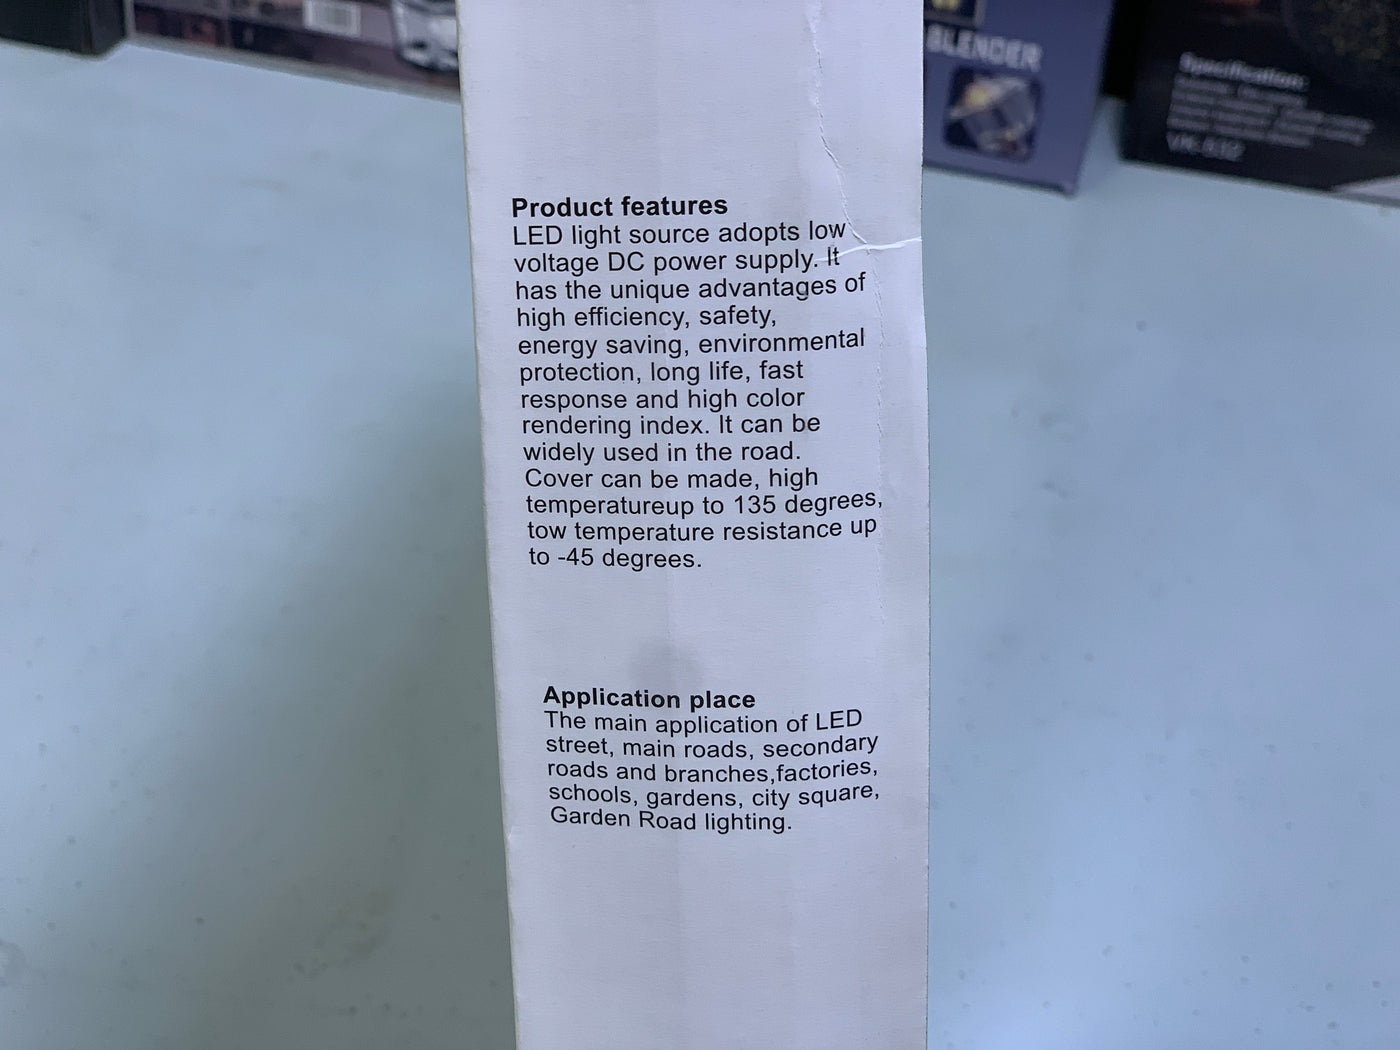 BLENDER
Specification:
Product features
LED light source adopts low
voltage DC power supply. It
has the unique advantages of
high efficiency, safety,
energy saving, environmental
protection, long life, fast
response and high color
rendering index. It can be
widely used in the road.
Cover can be made, high
temperatureup to 135 degrees,
tow temperature resistance up
to -45 degrees.
Application place
The main application of LED
street, main roads, secondary
roads and branches,factories,
schools, gardens, city square,
Garden Road lighting.